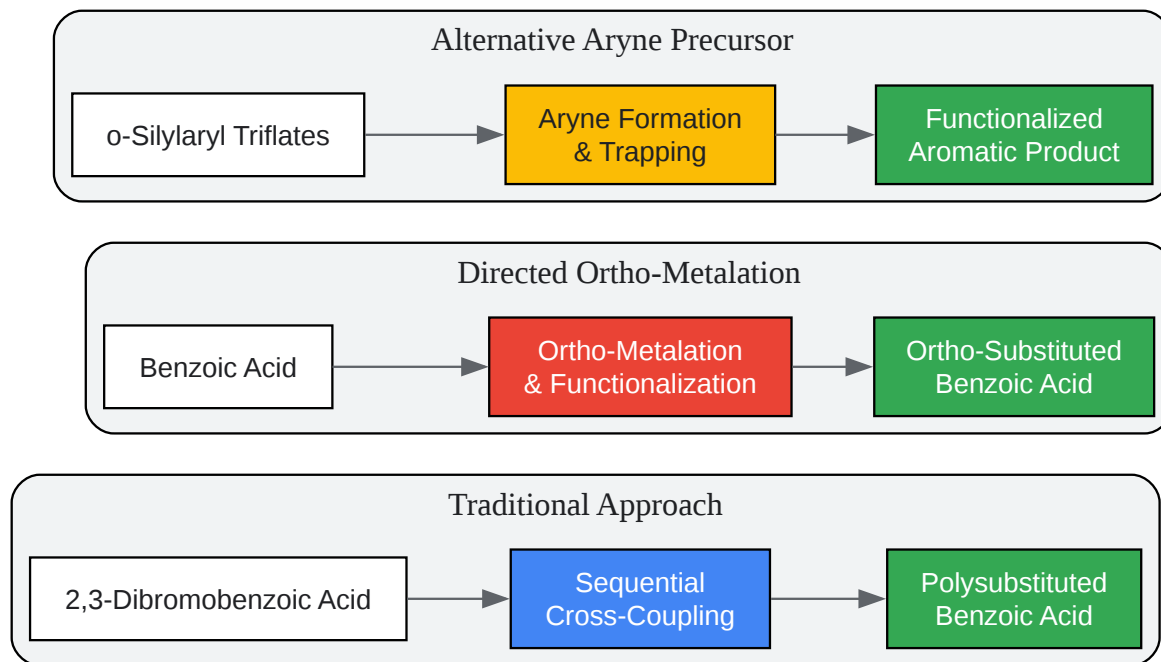 Alternative Aryne Precursor
o-Silylaryl Triflates
Aryne Formation
& Trapping
Functionalized
Aromatic Product
Directed Ortho-Metalation
Benzoic Acid
Ortho-Metalation
& Functionalization
Ortho-Substituted
Benzoic Acid
Traditional Approach
2,3-Dibromobenzoic Acid
Sequential
Cross-Coupling
Polysubstituted
Benzoic Acid